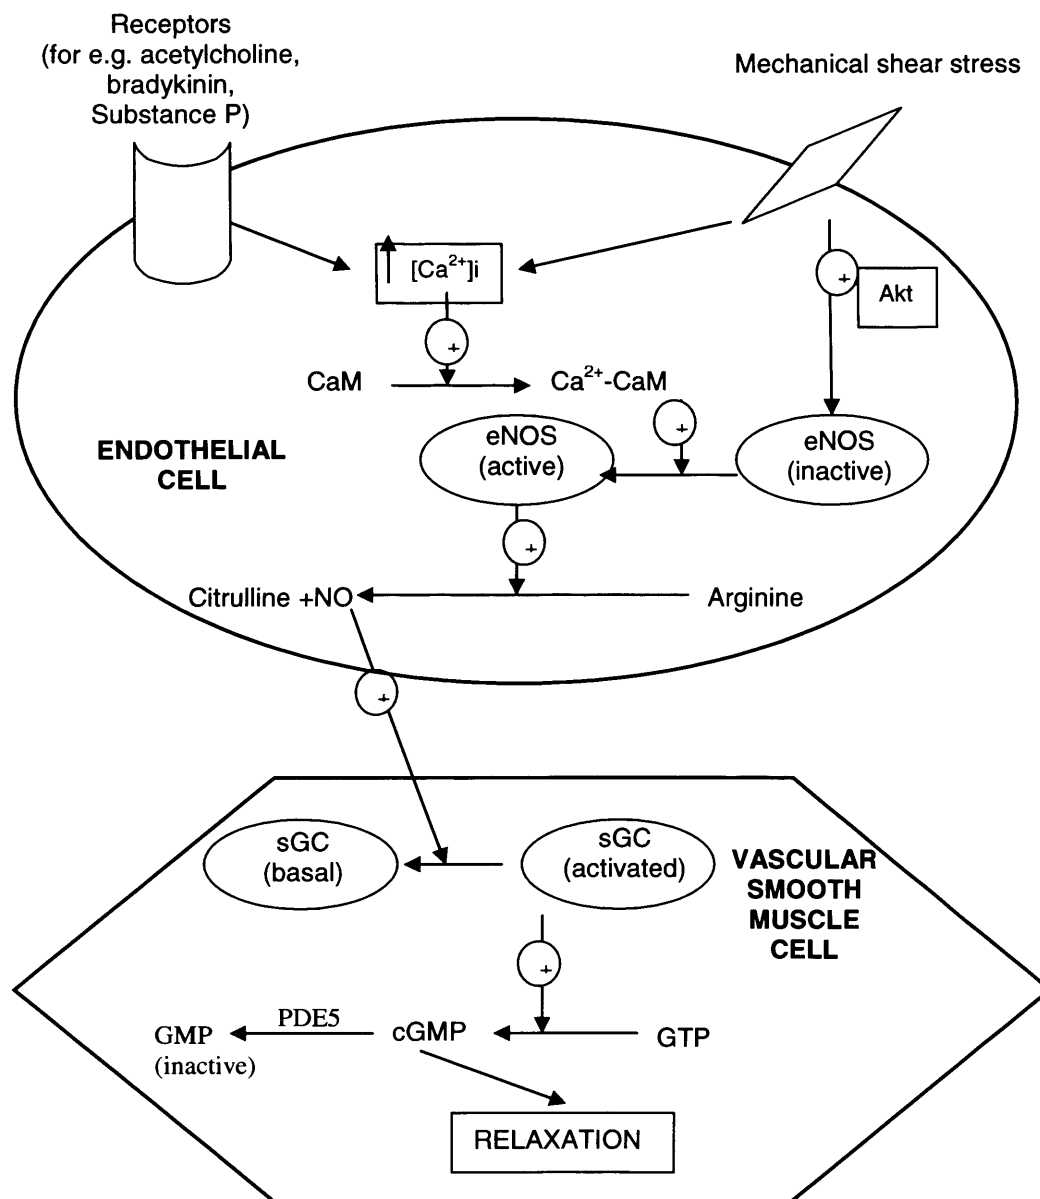 Receptors
(for e.g. acetylcholine,
bradykinin,
Substance P)
Mechanical shear stress
[Ca²⁺]i
+
Akt
+
CaM
Ca²⁺-CaM
+
ENDOTHELIAL
CELL
eNOS
(active)
eNOS
(inactive)
+
Citrulline +NO
Arginine
+
sGC
(basal)
sGC
(activated)
VASCULAR
SMOOTH
MUSCLE
CELL
+
GMP
(inactive)
PDE5
cGMP
GTP
RELAXATION